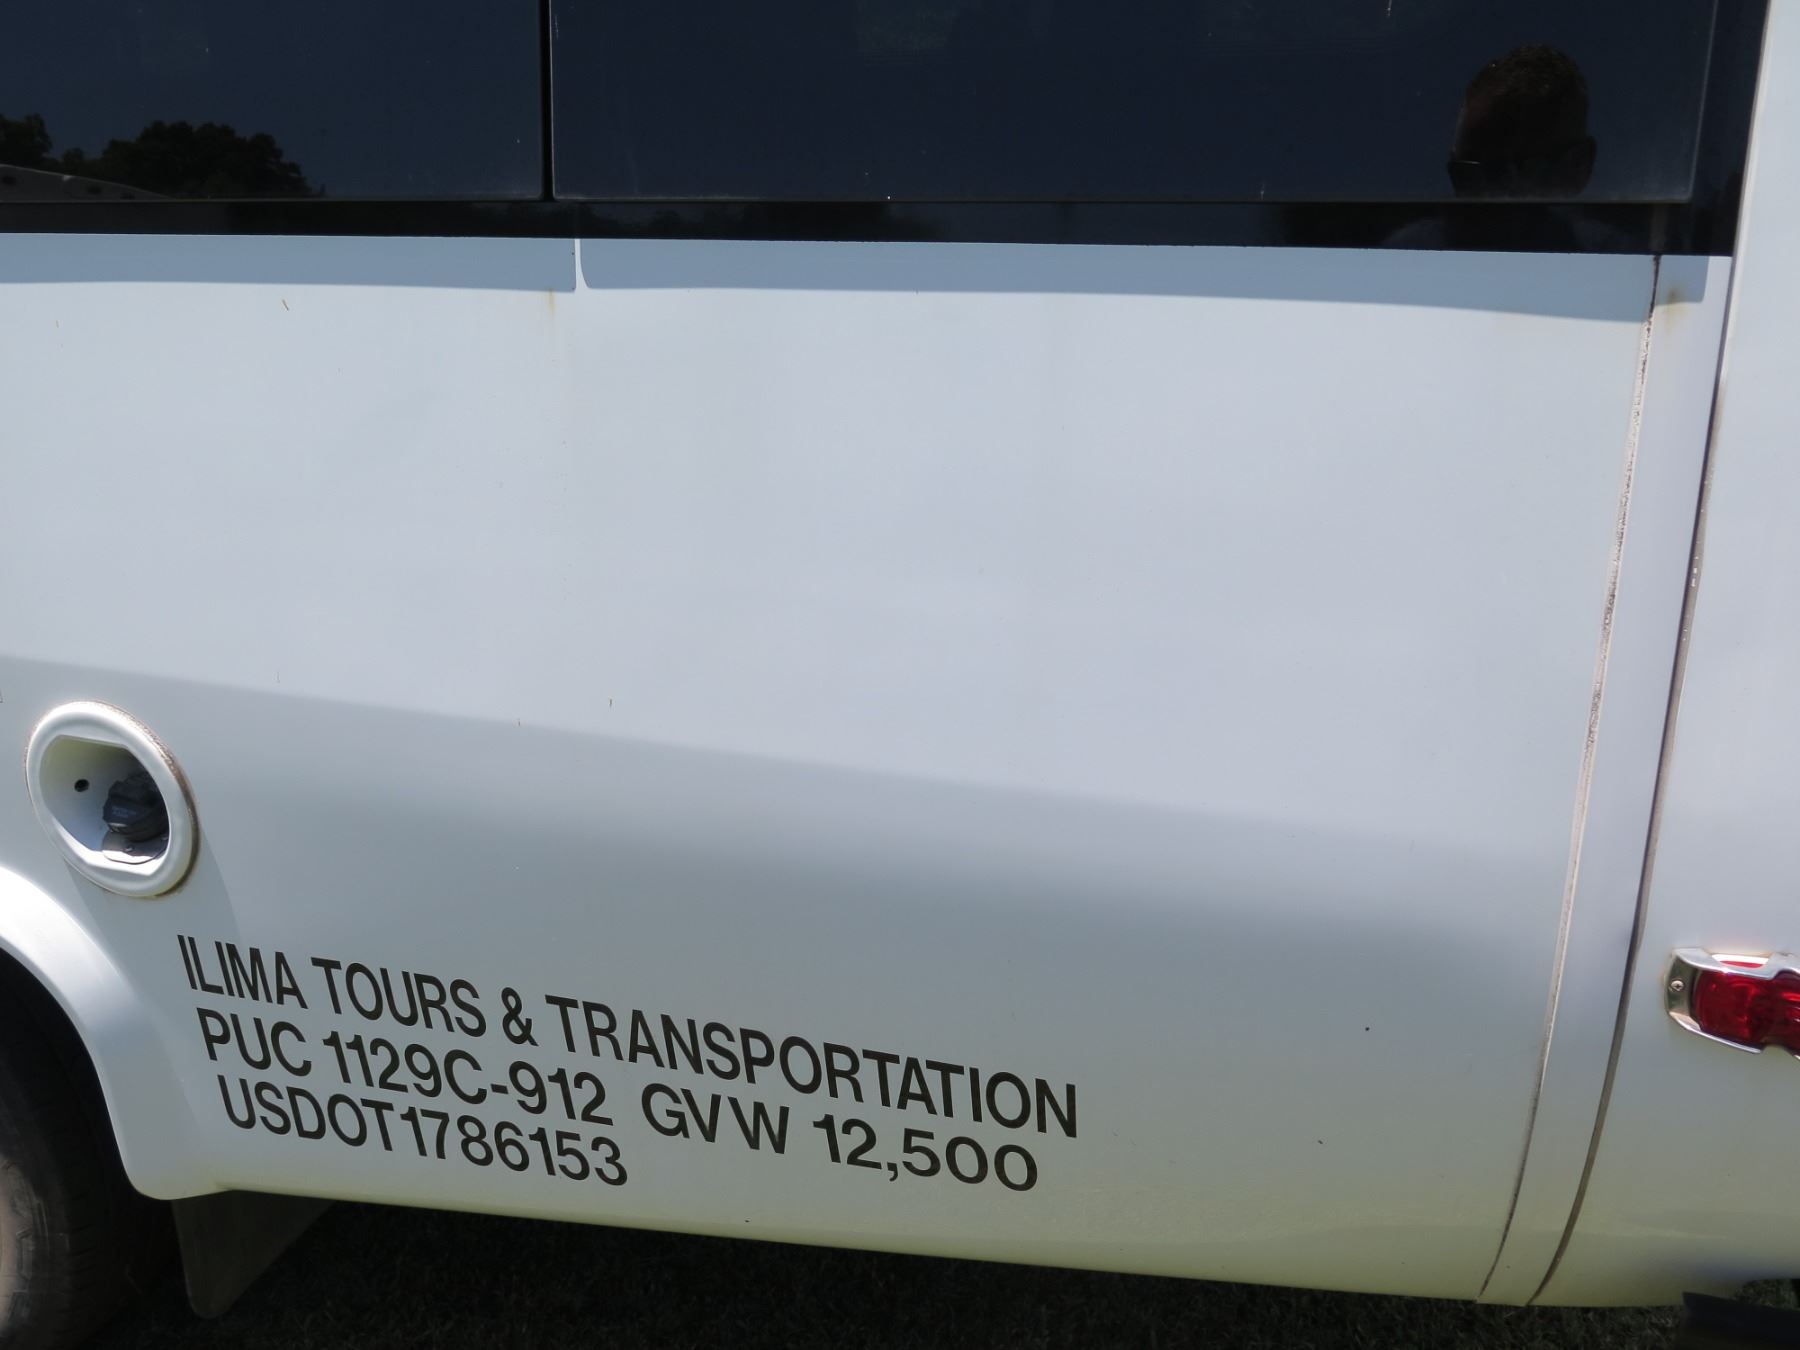 ILIMA TOURS & TRANSPORTATION
PUC 1129C-912 GVW 12,500
USDOT1786153